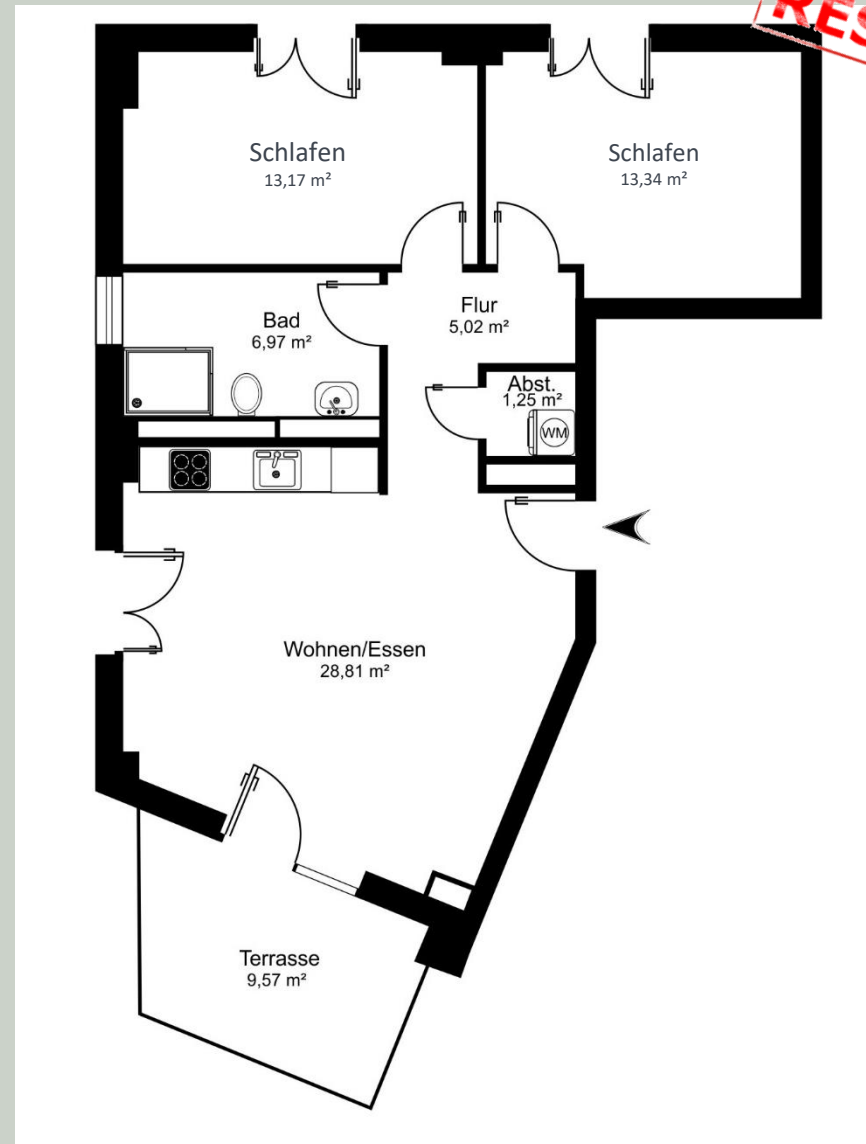 RES
Schlafen
13,17 m²
Schlafen
13,34 m²
Bad
6,97 m²
Flur
5,02 m²
Abst.
1,25 m²
WM
Wohnen/Essen
28,81 m²
Terrasse
9,57 m²